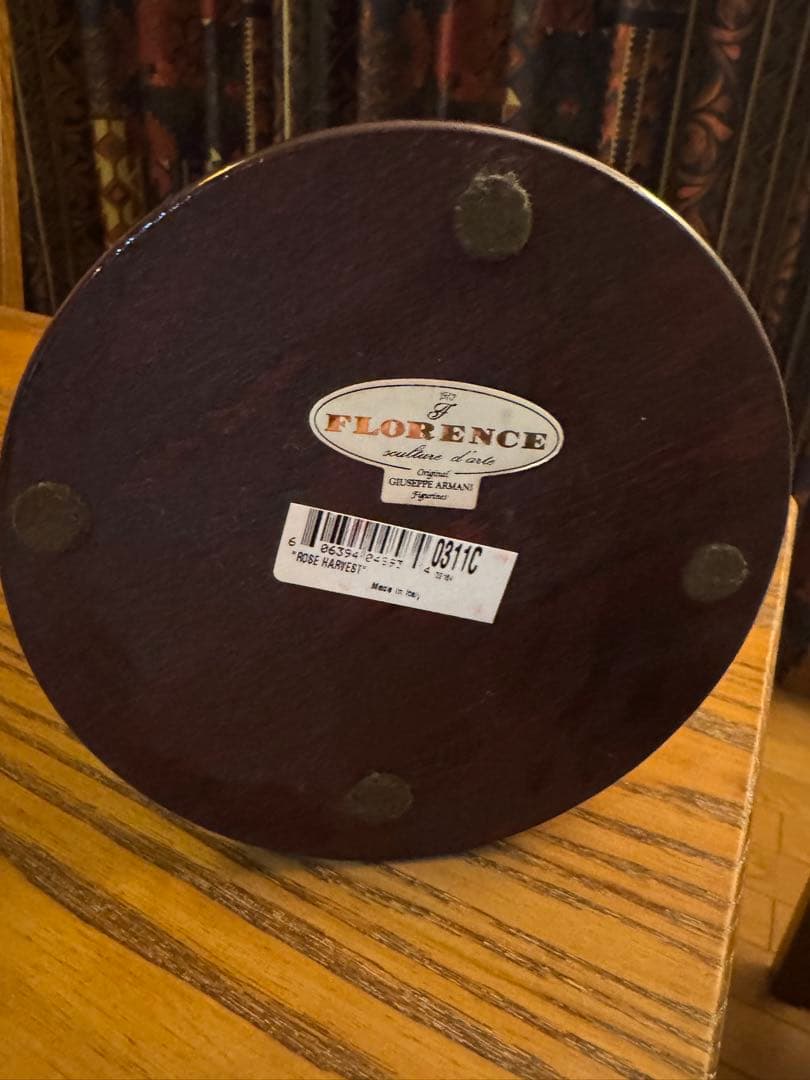 F
FLORENCE
sculture d'arte
Original
GIUSEPPE ARMANI
Figurines
0311C
"ROSE HARVEST"
Made in Italy